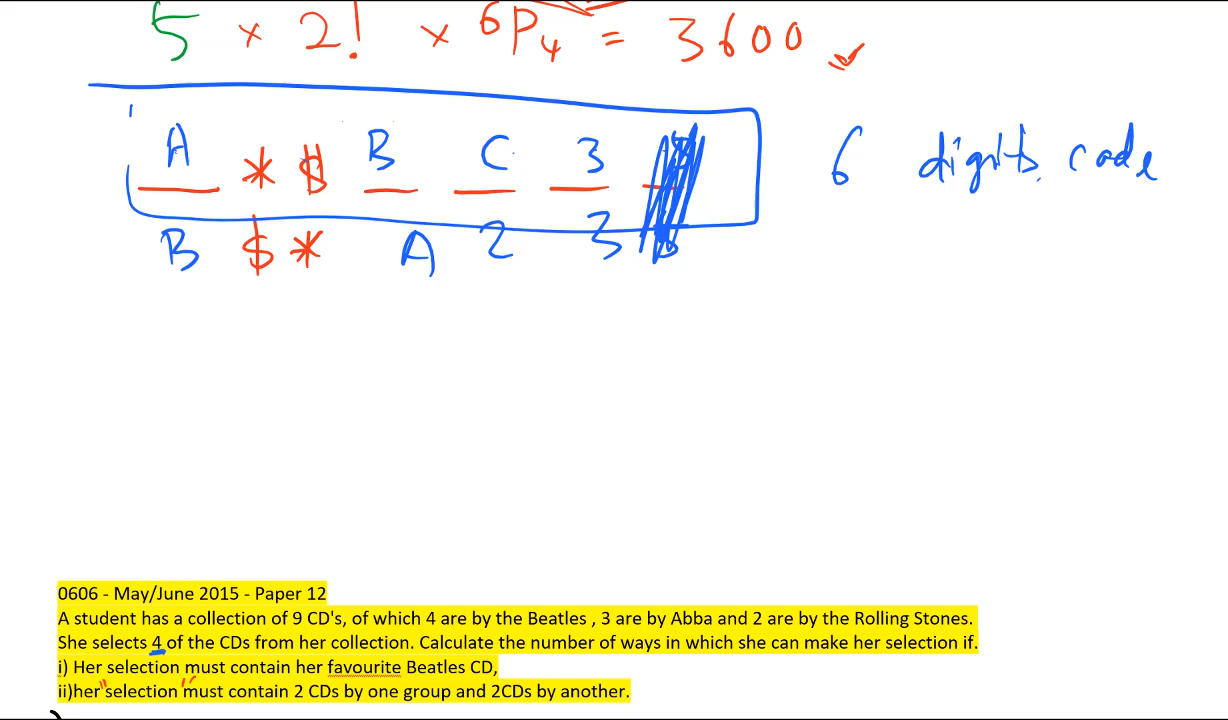 5 × 2! × 6P4 = 3600
A * $ B C 3 6 digits code
B $ * A 2 3
0606 - May/June 2015 - Paper 12
A student has a collection of 9 CD's, of which 4 are by the Beatles , 3 are by Abba and 2 are by the Rolling Stones.
She selects 4 of the CDs from her collection. Calculate the number of ways in which she can make her selection if.
i) Her selection must contain her favourite Beatles CD,
ii)her selection must contain 2 CDs by one group and 2CDs by another.